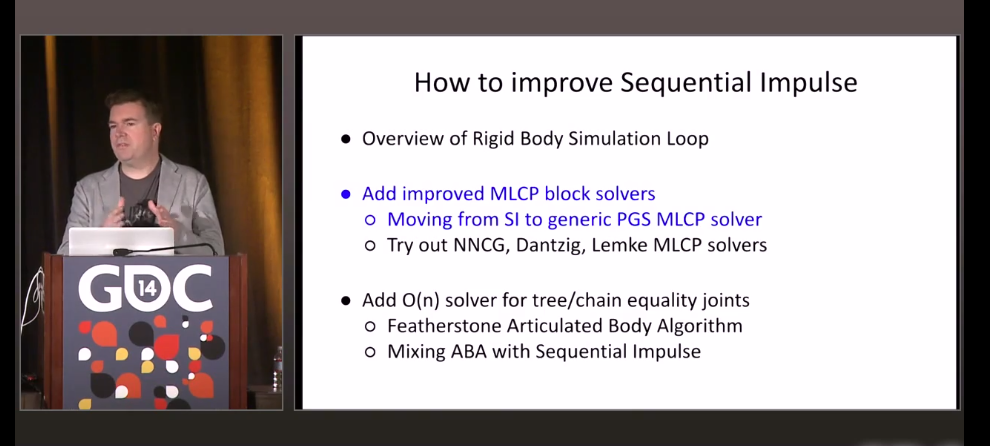 How to improve Sequential Impulse
● Overview of Rigid Body Simulation Loop
● Add improved MLCP block solvers
○ Moving from SI to generic PGS MLCP solver
○ Try out NNCG, Dantzig, Lemke MLCP solvers
● Add O(n) solver for tree/chain equality joints
○ Featherstone Articulated Body Algorithm
○ Mixing ABA with Sequential Impulse
GDC
14